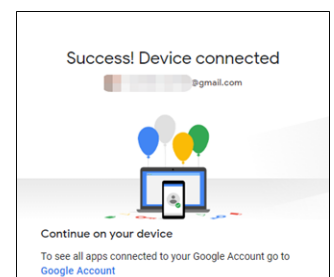 Success! Device connected
@gmail.com
Continue on your device
To see all apps connected to your Google Account go to
Google Account